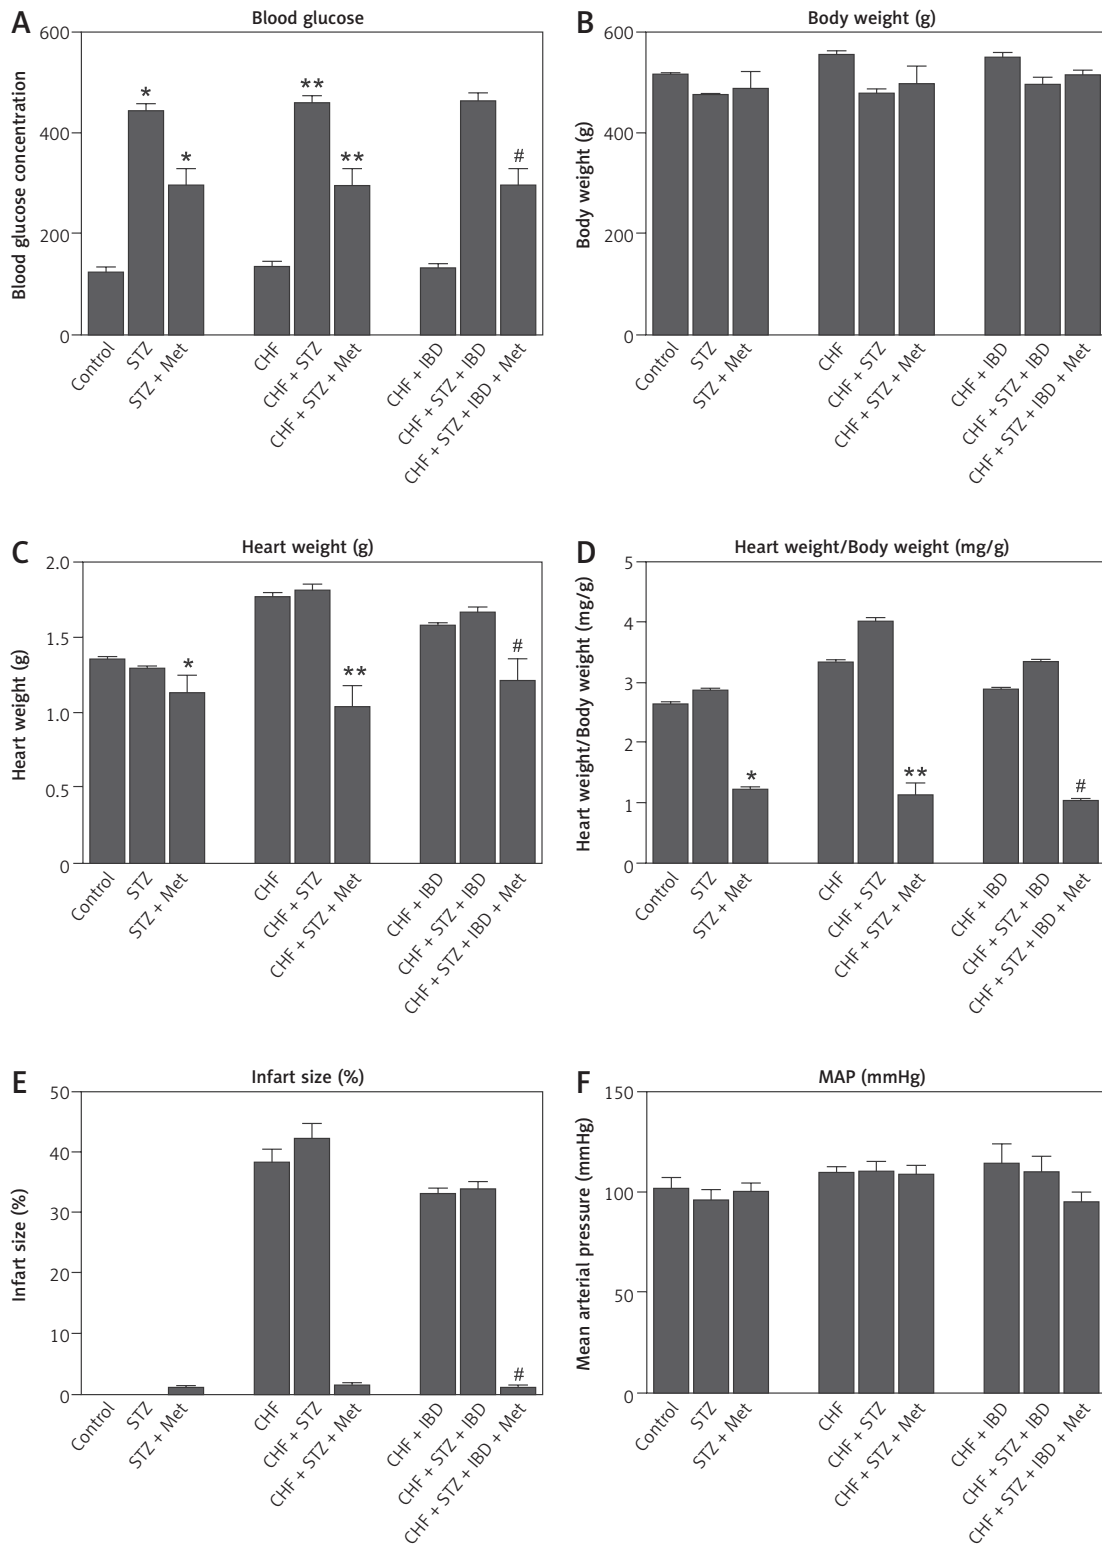 A
Blood glucose
Blood glucose concentration
600
400
200
0
*
*
**
**
#
Control
STZ
STZ + Met
CHF
CHF + STZ
CHF + STZ + Met
CHF + IBD
CHF + STZ + IBD
CHF + STZ + IBD + Met
B
Body weight (g)
Body weight (g)
600
400
200
0
Control
STZ
STZ + Met
CHF
CHF + STZ
CHF + STZ + Met
CHF + IBD
CHF + STZ + IBD
CHF + STZ + IBD + Met
C
Heart weight (g)
Heart weight (g)
2.0
1.5
1.0
0.5
0
*
**
#
Control
STZ
STZ + Met
CHF
CHF + STZ
CHF + STZ + Met
CHF + IBD
CHF + STZ + IBD
CHF + STZ + IBD + Met
D
Heart weight/Body weight (mg/g)
Heart weight/Body weight (mg/g)
5
4
3
2
1
0
*
**
#
Control
STZ
STZ + Met
CHF
CHF + STZ
CHF + STZ + Met
CHF + IBD
CHF + STZ + IBD
CHF + STZ + IBD + Met
E
Infart size (%)
Infart size (%)
50
40
30
20
10
0
#
Control
STZ
STZ + Met
CHF
CHF + STZ
CHF + STZ + Met
CHF + IBD
CHF + STZ + IBD
CHF + STZ + IBD + Met
F
MAP (mmHg)
Mean arterial pressure (mmHg)
150
100
50
0
Control
STZ
STZ + Met
CHF
CHF + STZ
CHF + STZ + Met
CHF + IBD
CHF + STZ + IBD
CHF + STZ + IBD + Met